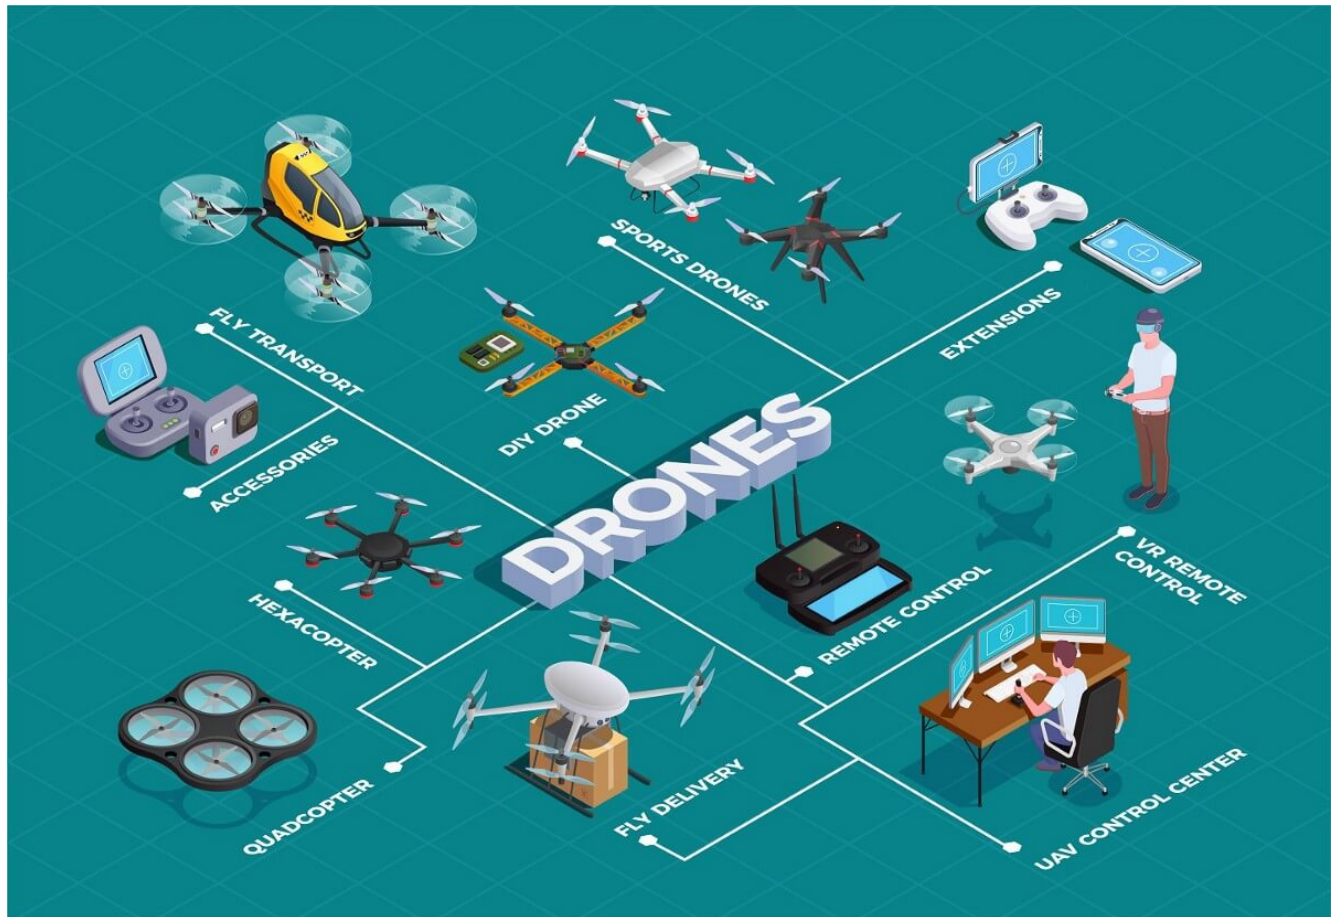 SPORTS DRONES
EXTENSIONS
FLY TRANSPORT
DIY DRONE
ACCESSORIES
DRONES
HEXACOPTER
REMOTE CONTROL
VR REMOTE
CONTROL
QUADCOPTER
FLY DELIVERY
UAV CONTROL CENTER